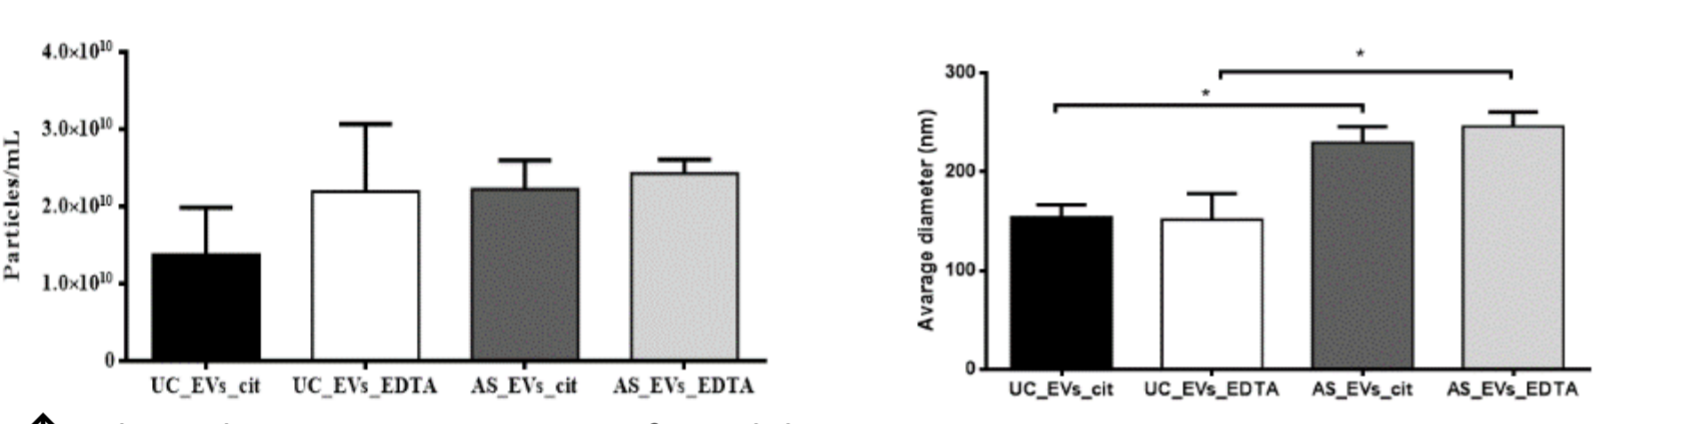 4.0×10¹⁰
3.0×10¹⁰
2.0×10¹⁰
1.0×10¹⁰
0
Particles/mL
UC_EVs_cit UC_EVs_EDTA AS_EVs_cit AS_EVs_EDTA
*
*
300
200
100
0
Avarage diameter (nm)
UC_EVs_cit UC_EVs_EDTA AS_EVs_cit AS_EVs_EDTA